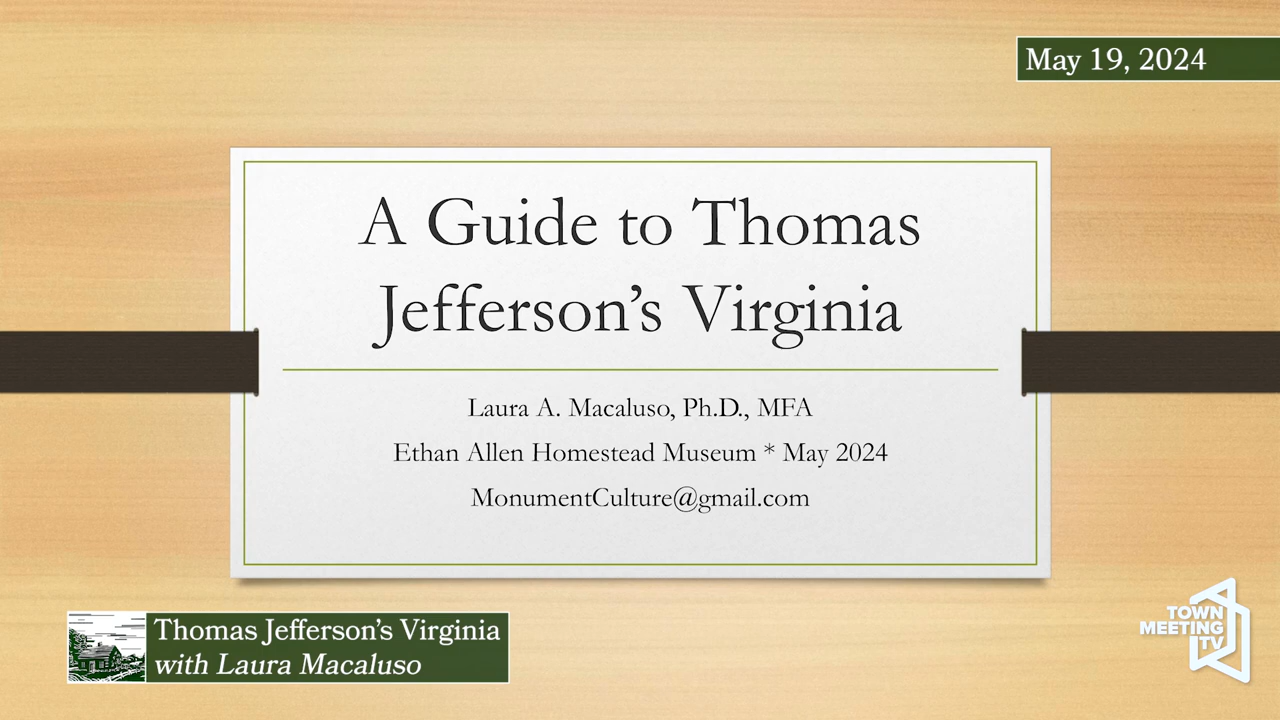 May 19, 2024
A Guide to Thomas
Jefferson’s Virginia
Laura A. Macaluso, Ph.D., MFA
Ethan Allen Homestead Museum * May 2024
MonumentCulture@gmail.com
Thomas Jefferson’s Virginia
with Laura Macaluso
TOWN
MEETING
TV